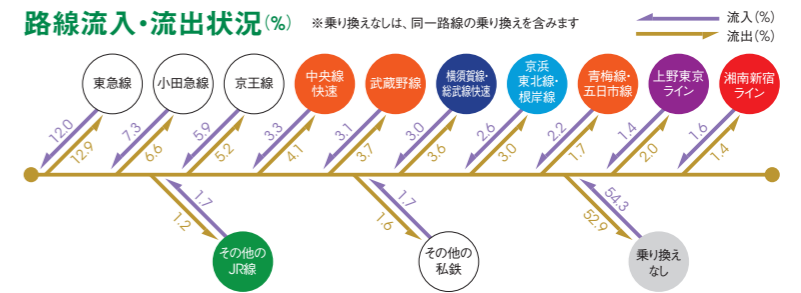 路線流入・流出状況(%)
※乗り換えなしは、同一路線の乗り換えを含みます
流入(%)
流出(%)
東急線
小田急線
京王線
中央線
快速
武蔵野線
横須賀線・
総武線快速
京浜
東北線・
根岸線
青梅線・
五日市線
上野東京
ライン
湘南新宿
ライン
12.0
12.9
7.3
6.6
5.9
5.2
3.3
4.1
3.1
3.7
3.0
3.6
2.6
3.0
2.2
1.7
1.4
2.0
1.6
1.4
1.7
1.2
その他の
JR線
1.7
1.6
その他の
私鉄
54.3
52.9
乗り換え
なし